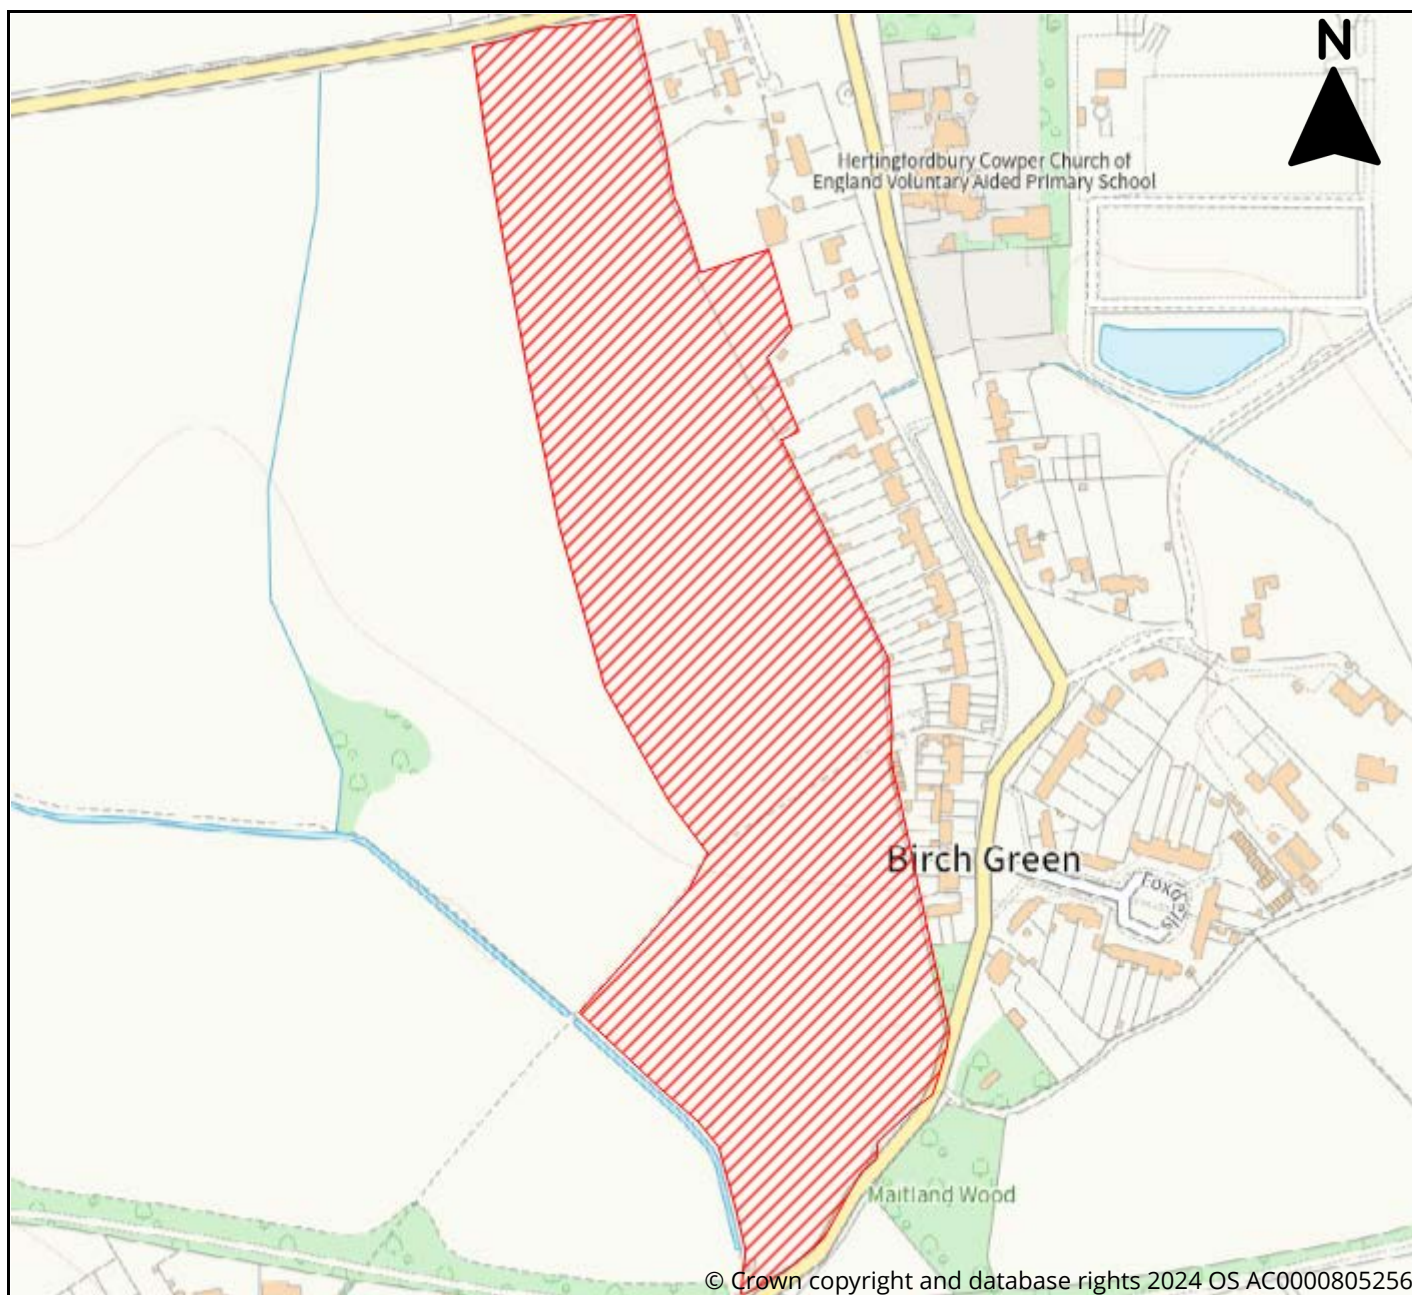 N
Hertingfordbury Cowper Church of
England Voluntary Aided Primary School
Birch Green
Foxdells
Maitland Wood
© Crown copyright and database rights 2024 OS AC0000805256